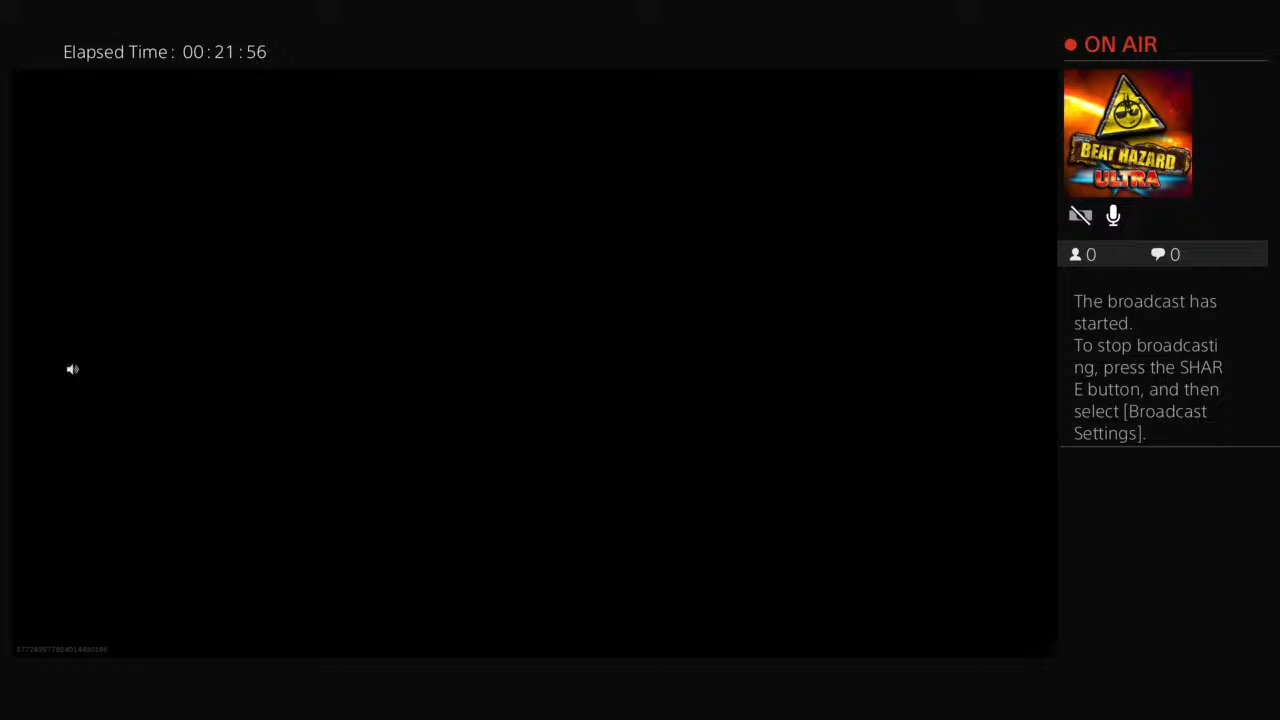 Elapsed Time: 00:21:56
ON AIR
BEAT HAZARD
ULTRA
0 0
The broadcast has
started.
To stop broadcasti
ng, press the SHAR
E button, and then
select [Broadcast
Settings].